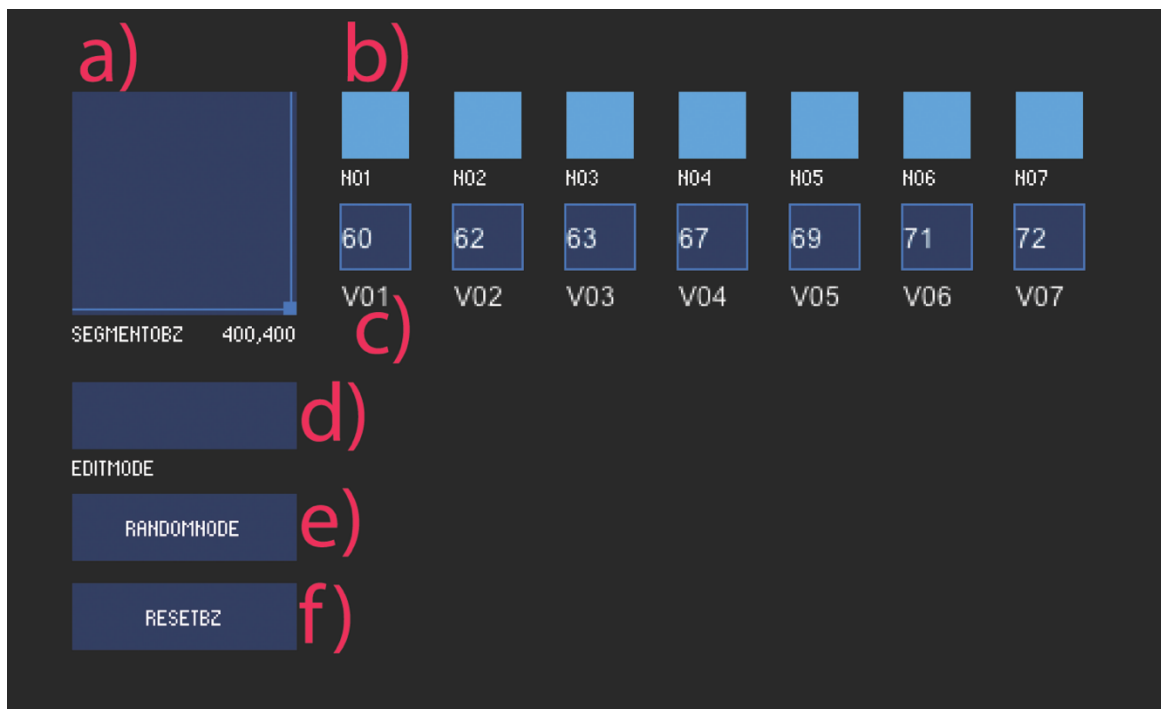 a) b)
N01 N02 N03 N04 N05 N06 N07
60 62 63 67 69 71 72
V01 V02 V03 V04 V05 V06 V07
c)
SEGMENTOBZ 400,400
d)
EDITMODE
RANDOMNODE e)
RESETBZ f)